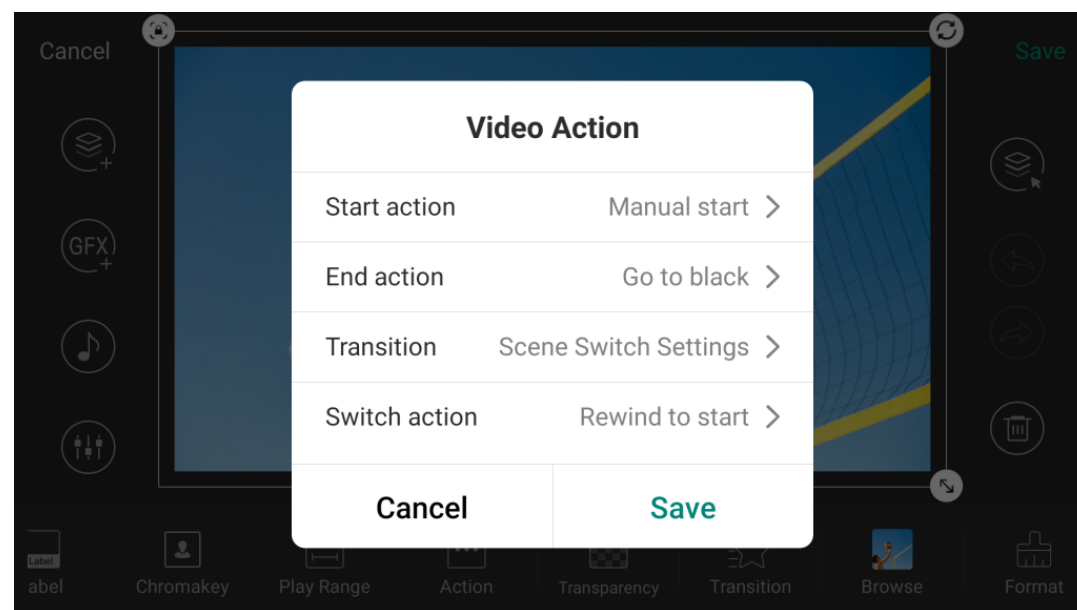 Cancel
Save
Video Action
Start action Manual start
GFX
End action Go to black
Transition Scene Switch Settings
Switch action Rewind to start
Cancel Save
Label
abel Chromakey Play Range Action Transparency Transition Browse Format